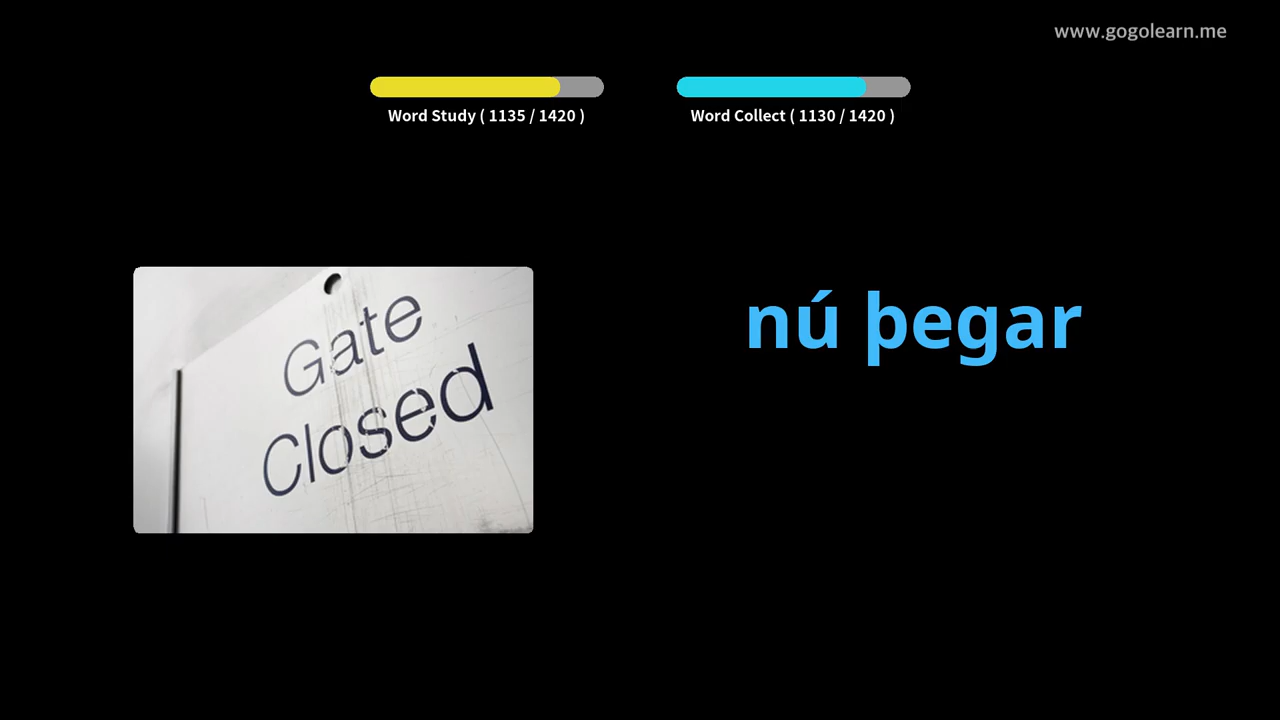 www.gogolearn.me
Word Study ( 1135 / 1420 )
Word Collect ( 1130 / 1420 )
Gate
Closed
nú þegar